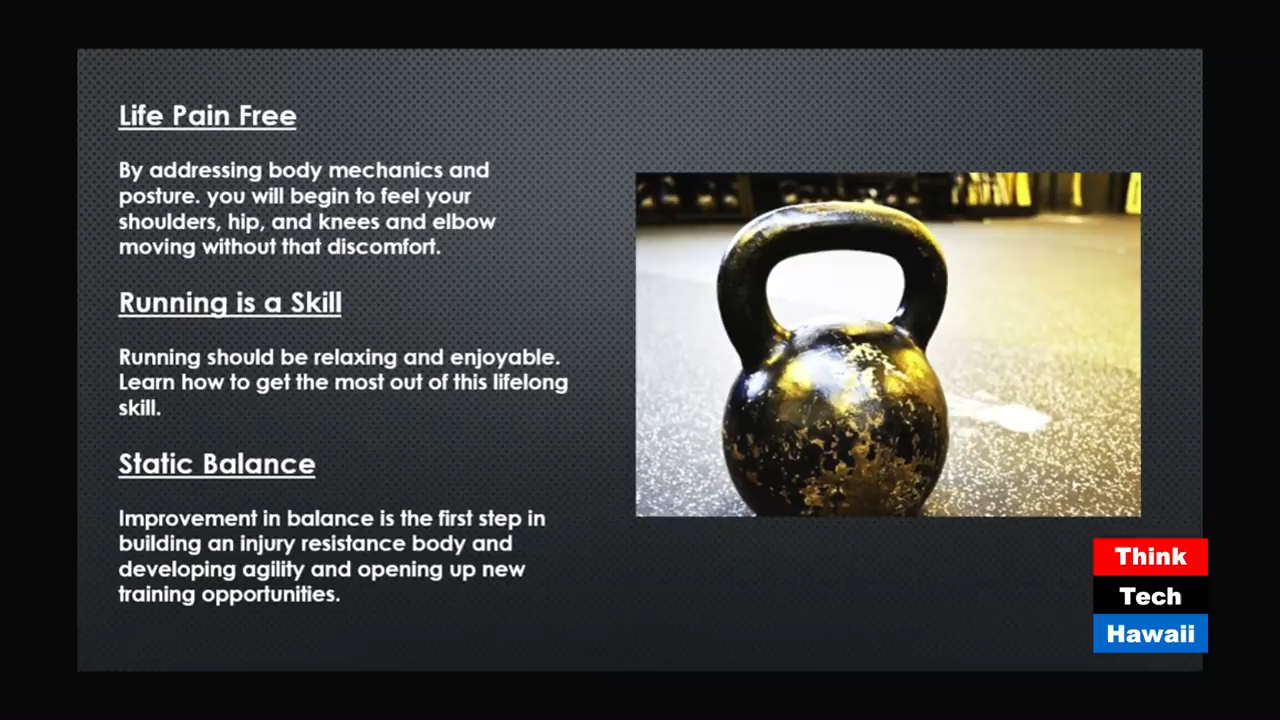 Life Pain Free
By addressing body mechanics and
posture. you will begin to feel your
shoulders, hip, and knees and elbow
moving without that discomfort.
Running is a Skill
Running should be relaxing and enjoyable.
Learn how to get the most out of this lifelong
skill.
Static Balance
Improvement in balance is the first step in
building an injury resistance body and
developing agility and opening up new
training opportunities.
Think
Tech
Hawaii